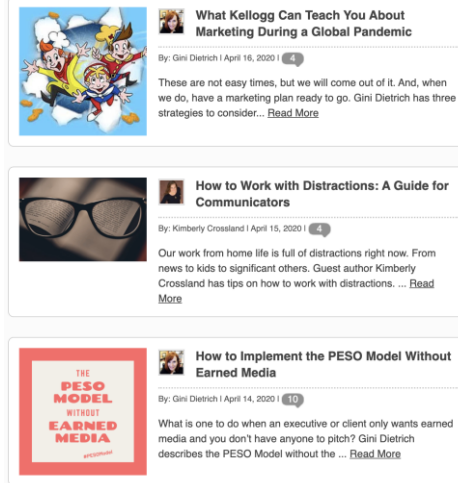 What Kellogg Can Teach You About
Marketing During a Global Pandemic
By: Gini Dietrich | April 16, 2020 | 4
These are not easy times, but we will come out of it. And, when
we do, have a marketing plan ready to go. Gini Dietrich has three
strategies to consider... Read More
How to Work with Distractions: A Guide for
Communicators
By: Kimberly Crossland | April 15, 2020 | 4
Our work from home life is full of distractions right now. From
news to kids to significant others. Guest author Kimberly
Crossland has tips on how to work with distractions. ... Read
More
THE
PESO
MODEL
WITHOUT
EARNED
MEDIA
#PESOModel
How to Implement the PESO Model Without
Earned Media
By: Gini Dietrich | April 14, 2020 | 10
What is one to do when an executive or client only wants earned
media and you don't have anyone to pitch? Gini Dietrich
describes the PESO Model without the ... Read More